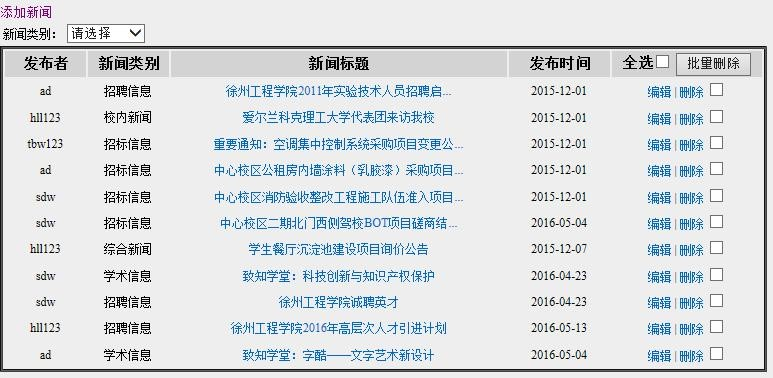 添加新闻
新闻类别： 请选择
发布者 新闻类别 新闻标题 发布时间 全选 批量删除
ad 招聘信息 徐州工程学院2011年实验技术人员招聘启... 2015-12-01 编辑 | 删除
hll123 校内新闻 爱尔兰科克理工大学代表团来访我校 2015-12-01 编辑 | 删除
tbw123 招标信息 重要通知：空调集中控制系统采购项目变更公... 2015-12-01 编辑 | 删除
ad 招标信息 中心校区公租房内墙涂料（乳胶漆）采购项目... 2015-12-01 编辑 | 删除
sdw 招标信息 中心校区消防验收整改工程施工队伍准入项目... 2015-12-01 编辑 | 删除
sdw 招标信息 中心校区二期北门西侧驾校BOT项目磋商结... 2016-05-04 编辑 | 删除
hll123 综合新闻 学生餐厅沉淀池建设项目询价公告 2015-12-07 编辑 | 删除
sdw 学术信息 致知学堂：科技创新与知识产权保护 2016-04-23 编辑 | 删除
sdw 招聘信息 徐州工程学院诚聘英才 2016-04-23 编辑 | 删除
hll123 招聘信息 徐州工程学院2016年高层次人才引进计划 2016-05-13 编辑 | 删除
ad 学术信息 致知学堂：字酷——文字艺术新设计 2016-05-04 编辑 | 删除